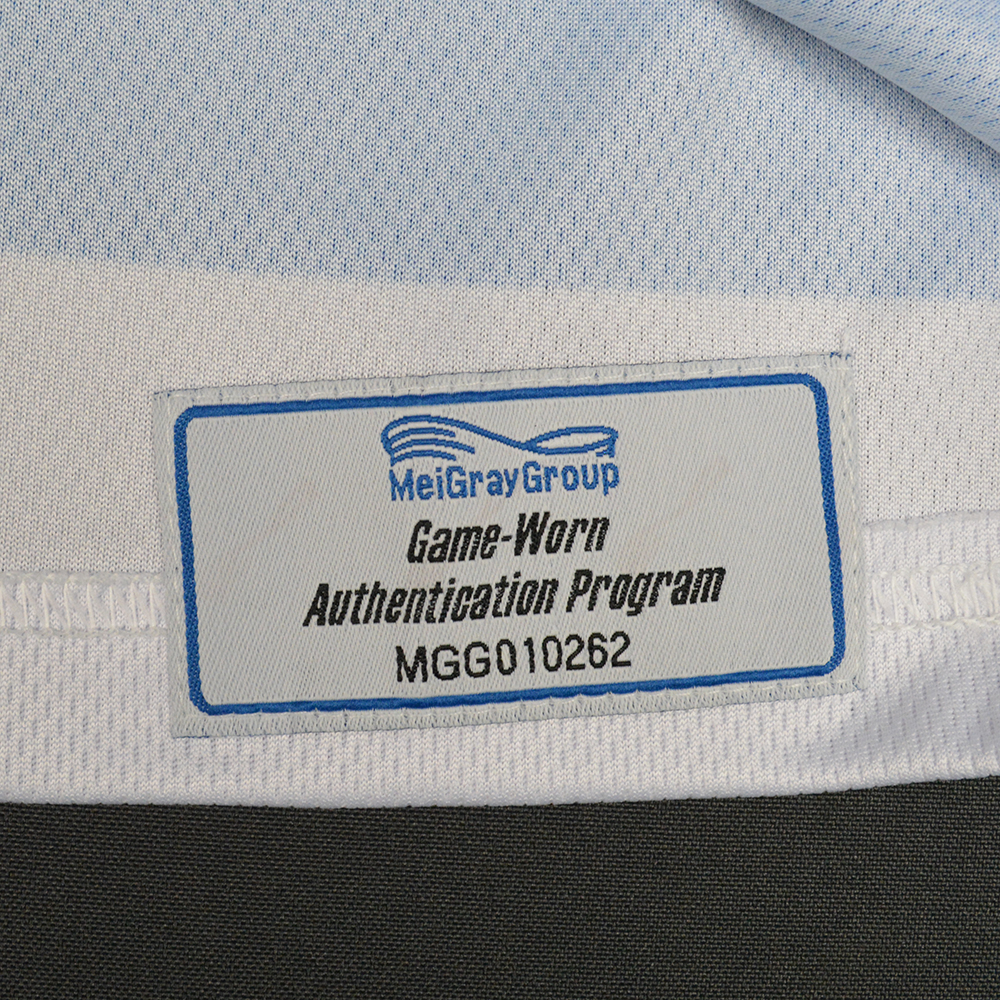 MeiGrayGroup
Game-Worn
Authentication Program
MGG010262